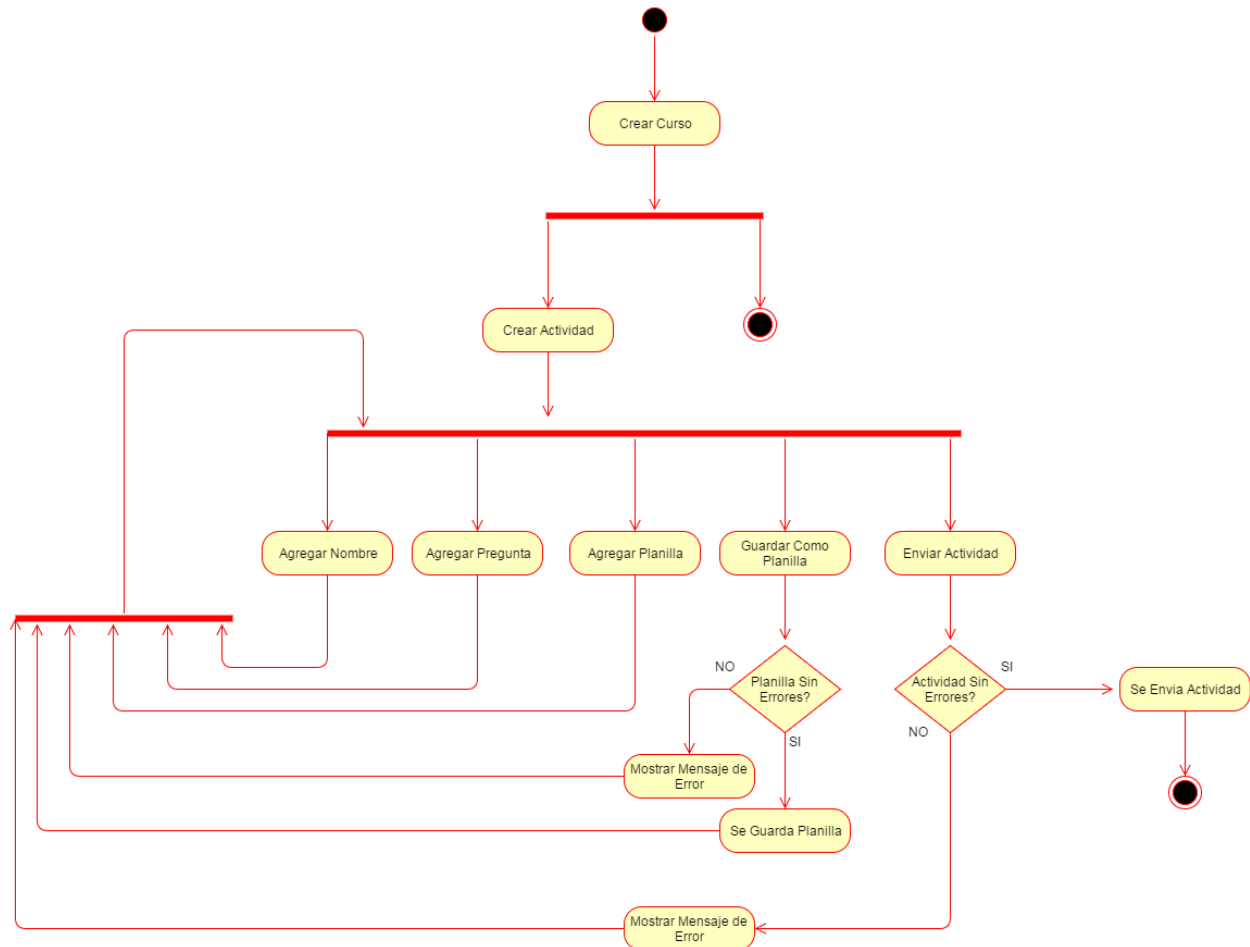 Crear Curso
Crear Actividad
Agregar Nombre
Agregar Pregunta
Agregar Planilla
Guardar Como
Planilla
Enviar Actividad
NO
Planilla Sin
Errores?
SI
Actividad Sin
Errores?
SI
NO
Se Envia Actividad
Mostrar Mensaje de
Error
Se Guarda Planilla
Mostrar Mensaje de
Error